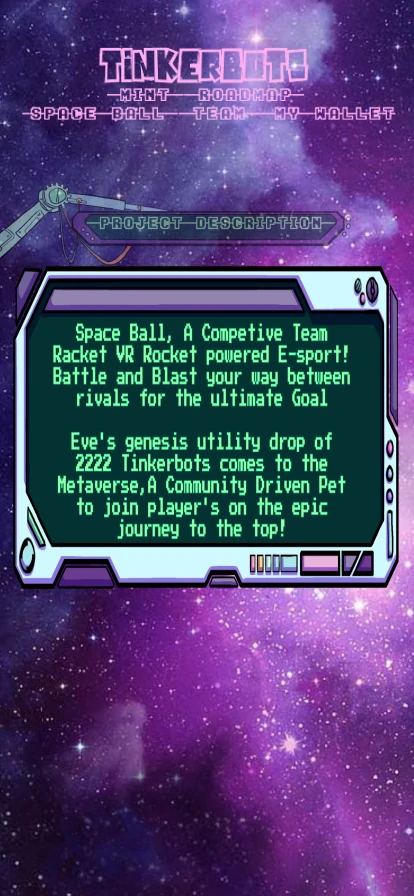 TINKERBOTS
MINT ROADMAP
SPACE BALL TEAM MY WALLET
PROJECT DESCRIPTION
Space Ball, A Competive Team
Racket VR Rocket powered E-sport!
Battle and Blast your way between
rivals for the ultimate Goal
Eve's genesis utility drop of
2222 Tinkerbots comes to the
Metaverse,A Community Driven Pet
to join player's on the epic
journey to the top!